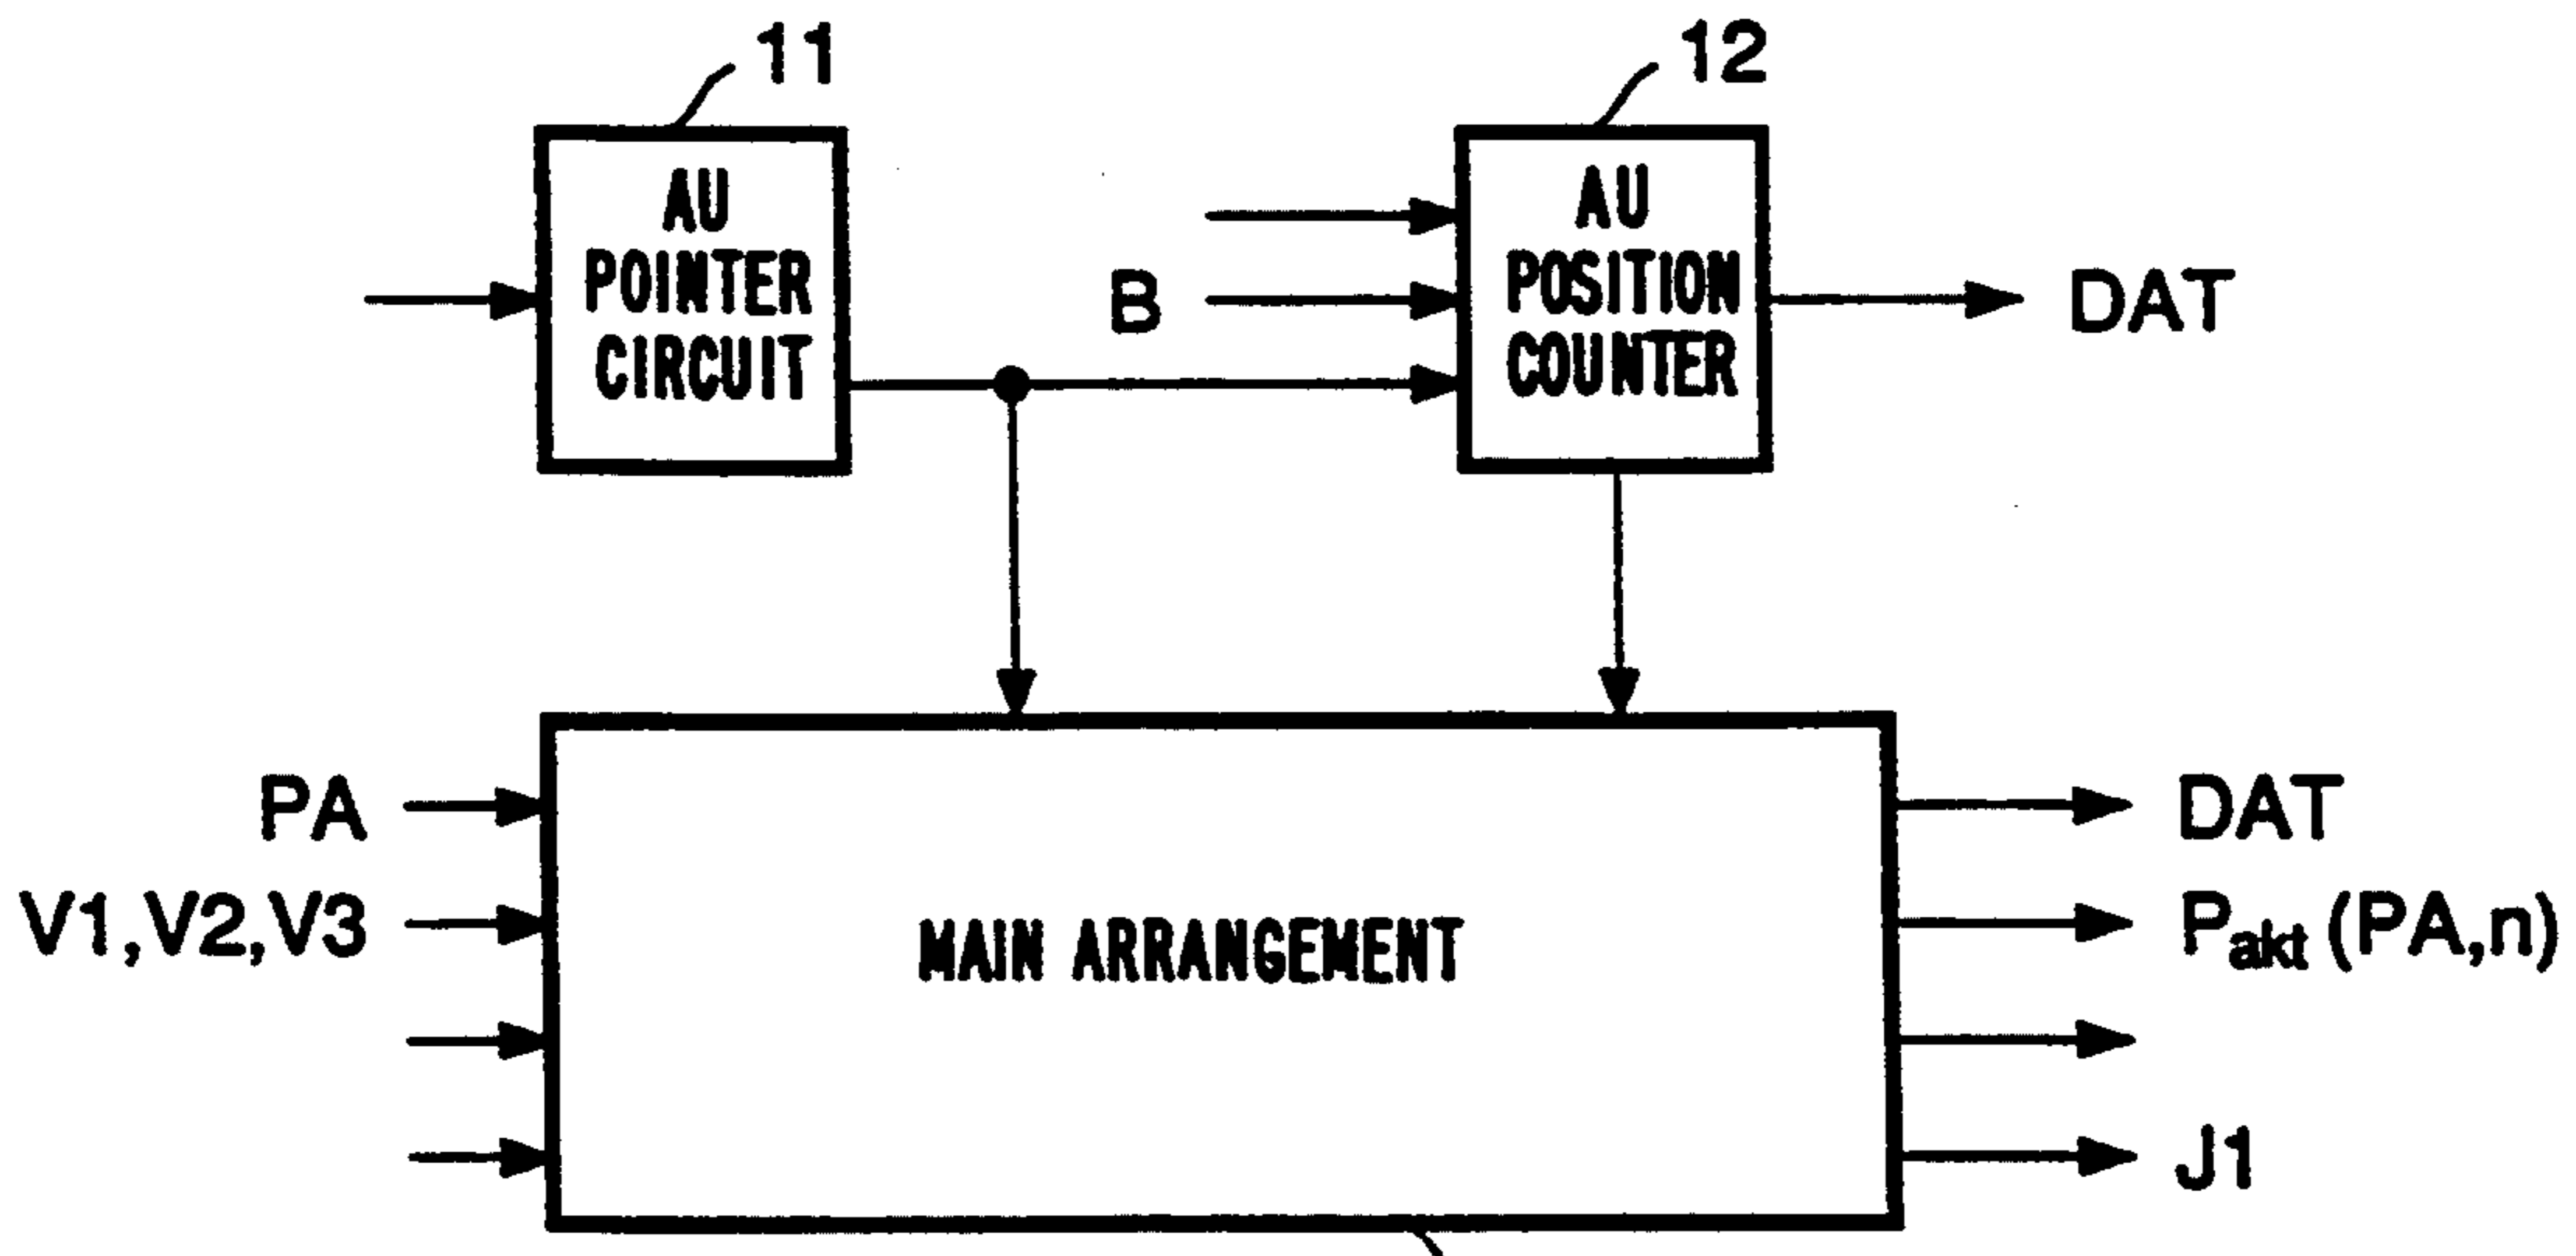 11
12
AU
POINTER
CIRCUIT
AU
POSITION
COUNTER
B
DAT
PA
V1,V2,V3
MAIN ARRANGEMENT
DAT
Pakt (PA,n)
J1